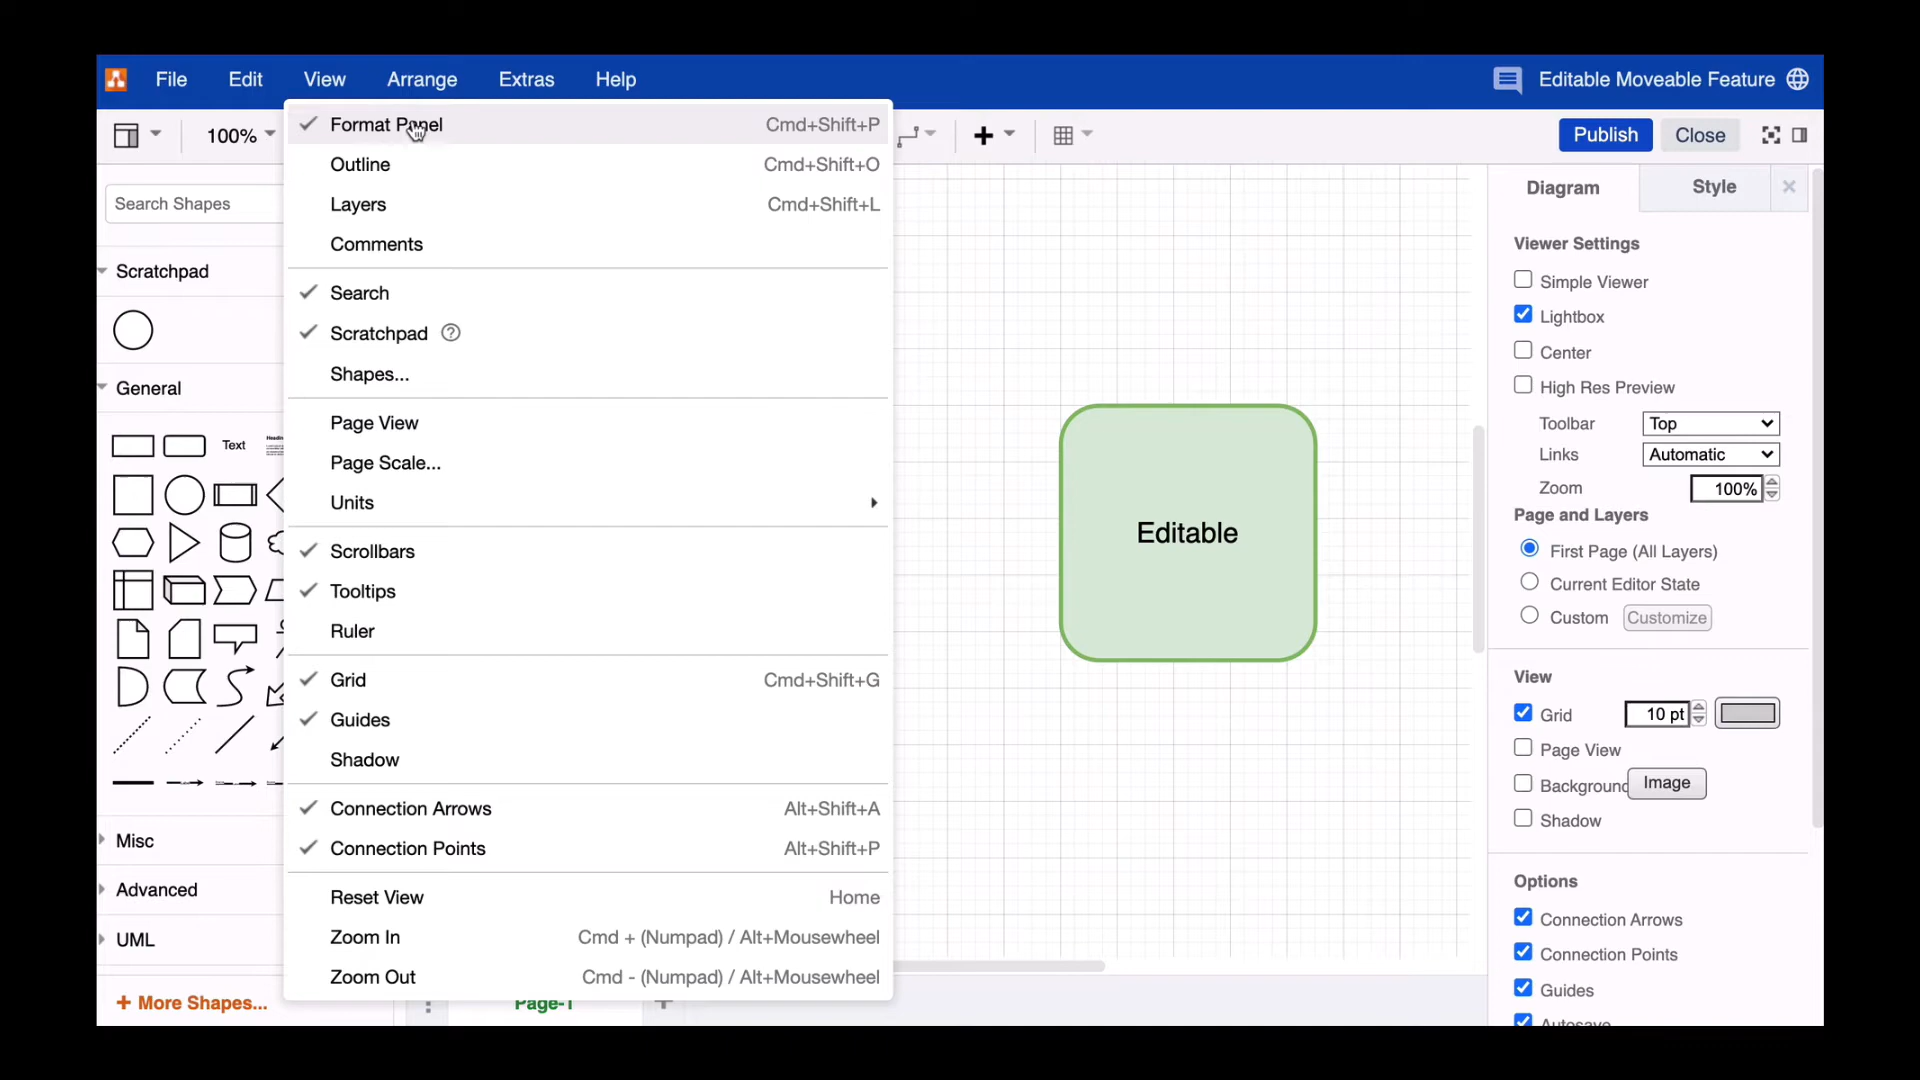 File Edit View Arrange Extras Help Editable Moveable Feature
100% Publish Close
Format Panel Cmd+Shift+P
Outline Cmd+Shift+O
Layers Cmd+Shift+L
Comments
Search
Scratchpad ?
Shapes...
Page View
Page Scale...
Units
Scrollbars
Tooltips
Ruler
Grid Cmd+Shift+G
Guides
Shadow
Connection Arrows Alt+Shift+A
Connection Points Alt+Shift+P
Reset View Home
Zoom In Cmd + (Numpad) / Alt+Mousewheel
Zoom Out Cmd - (Numpad) / Alt+Mousewheel
Search Shapes
Scratchpad
General
Text
Misc
Advanced
UML
+ More Shapes...
Editable
Page-1
Diagram Style
Viewer Settings
Simple Viewer
Lightbox
Center
High Res Preview
Toolbar Top
Links Automatic
Zoom 100%
Page and Layers
First Page (All Layers)
Current Editor State
Custom Customize
View
Grid 10 pt
Page View
Background Image
Shadow
Options
Connection Arrows
Connection Points
Guides
Autosave